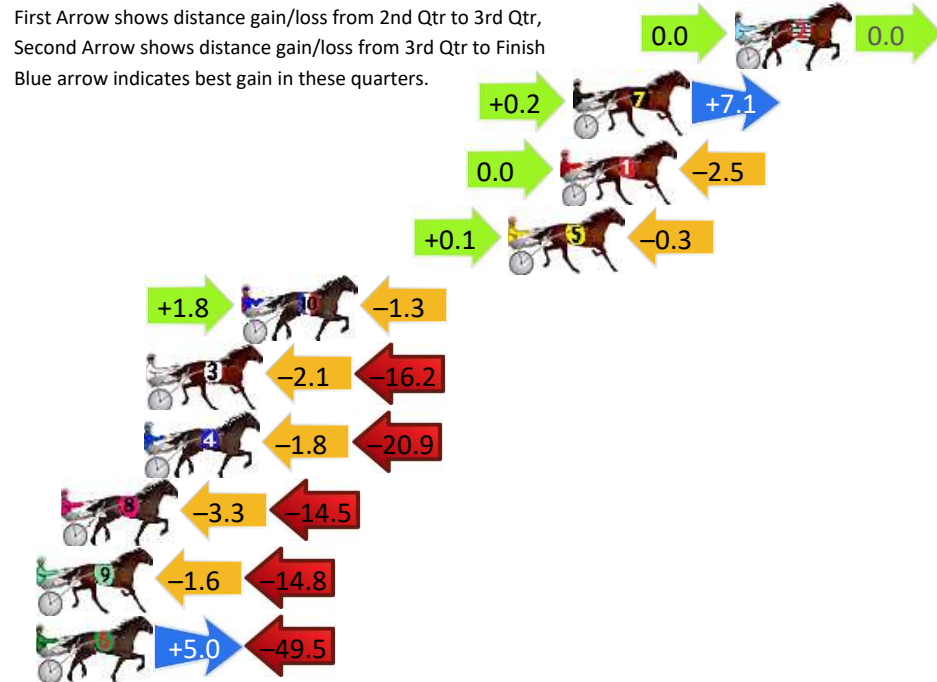 First Arrow shows distance gain/loss from 2nd Qtr to 3rd Qtr,
Second Arrow shows distance gain/loss from 3rd Qtr to Finish
Blue arrow indicates best gain in these quarters.
0.0 2 0.0
+0.2 7 +7.1
0.0 1 –2.5
+0.1 5 –0.3
+1.8 10 –1.3
3 –2.1 –16.2
4 –1.8 –20.9
8 –3.3 –14.5
9 –1.6 –14.8
6 +5.0 –49.5